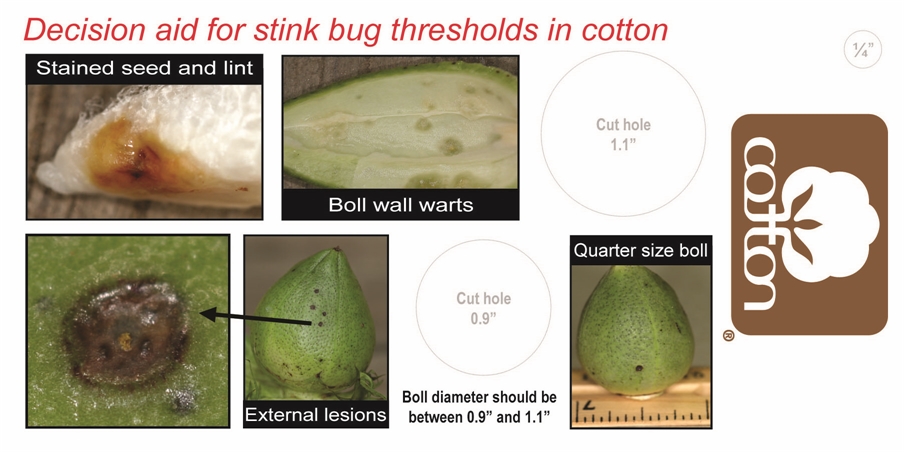 Decision aid for stink bug thresholds in cotton
¼”
Stained seed and lint
Boll wall warts
Cut hole
1.1”
cotton
®
External lesions
Cut hole
0.9”
Boll diameter should be
between 0.9” and 1.1”
Quarter size boll